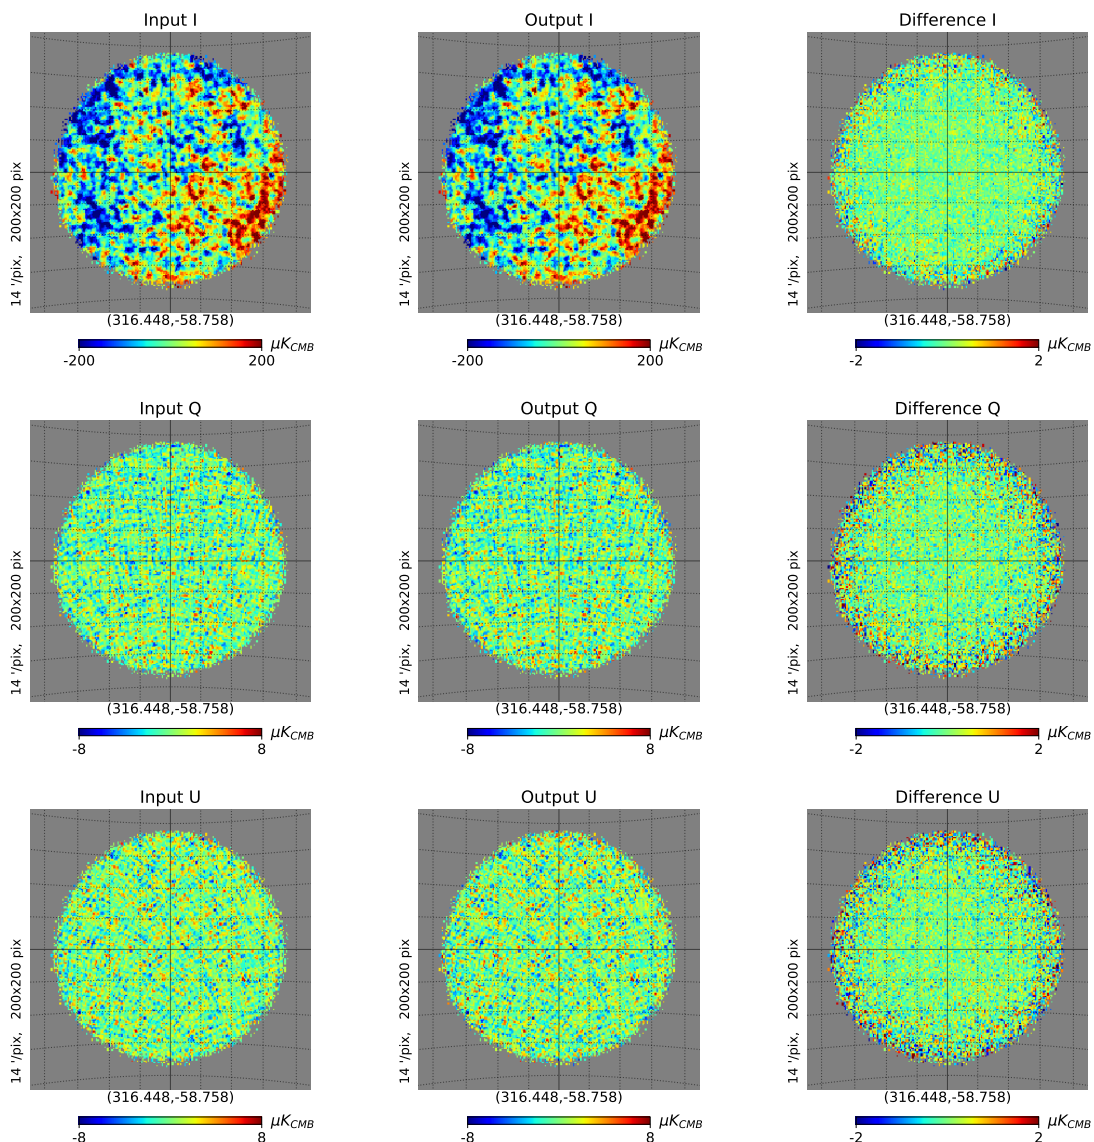 Input I
14 '/pix, 200x200 pix
(316.448,-58.758)
-200 200 μK_CMB
Output I
14 '/pix, 200x200 pix
(316.448,-58.758)
-200 200 μK_CMB
Difference I
14 '/pix, 200x200 pix
(316.448,-58.758)
-2 2 μK_CMB
Input Q
14 '/pix, 200x200 pix
(316.448,-58.758)
-8 8 μK_CMB
Output Q
14 '/pix, 200x200 pix
(316.448,-58.758)
-8 8 μK_CMB
Difference Q
14 '/pix, 200x200 pix
(316.448,-58.758)
-2 2 μK_CMB
Input U
14 '/pix, 200x200 pix
(316.448,-58.758)
-8 8 μK_CMB
Output U
14 '/pix, 200x200 pix
(316.448,-58.758)
-8 8 μK_CMB
Difference U
14 '/pix, 200x200 pix
(316.448,-58.758)
-2 2 μK_CMB